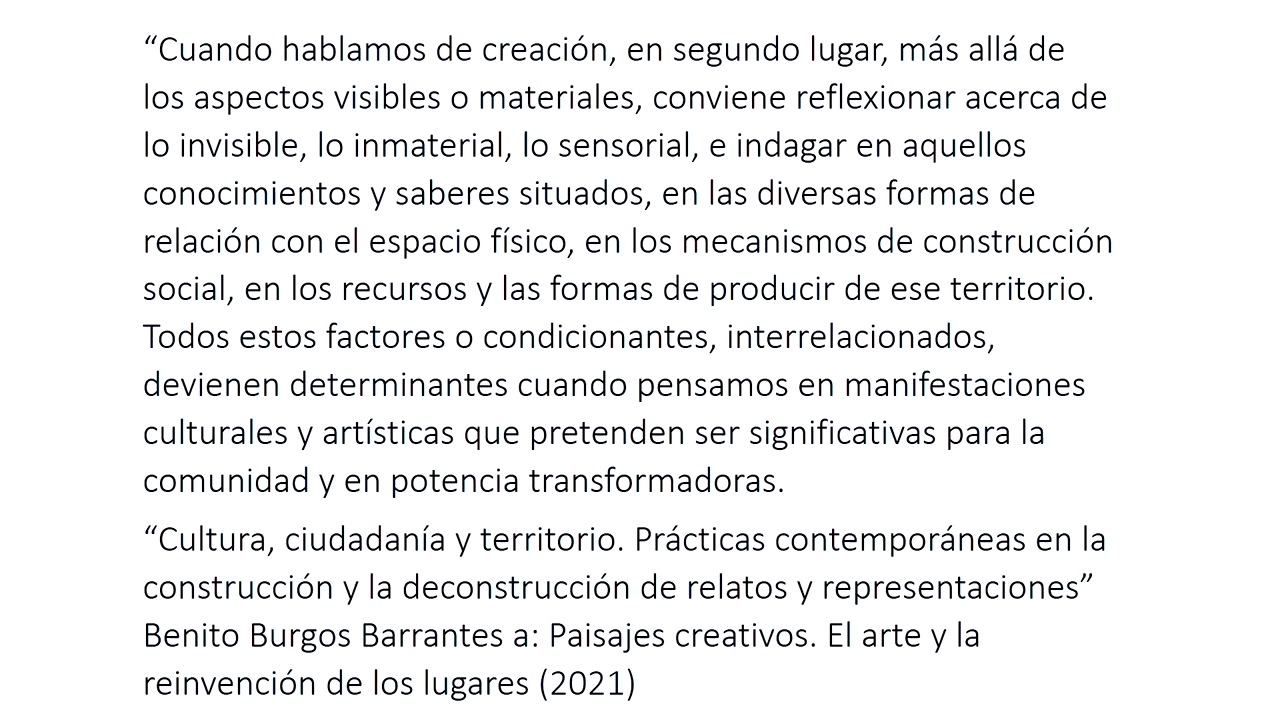 “Cuando hablamos de creación, en segundo lugar, más allá de
los aspectos visibles o materiales, conviene reflexionar acerca de
lo invisible, lo inmaterial, lo sensorial, e indagar en aquellos
conocimientos y saberes situados, en las diversas formas de
relación con el espacio físico, en los mecanismos de construcción
social, en los recursos y las formas de producir de ese territorio.
Todos estos factores o condicionantes, interrelacionados,
devienen determinantes cuando pensamos en manifestaciones
culturales y artísticas que pretenden ser significativas para la
comunidad y en potencia transformadoras.
“Cultura, ciudadanía y territorio. Prácticas contemporáneas en la
construcción y la deconstrucción de relatos y representaciones”
Benito Burgos Barrantes a: Paisajes creativos. El arte y la
reinvención de los lugares (2021)